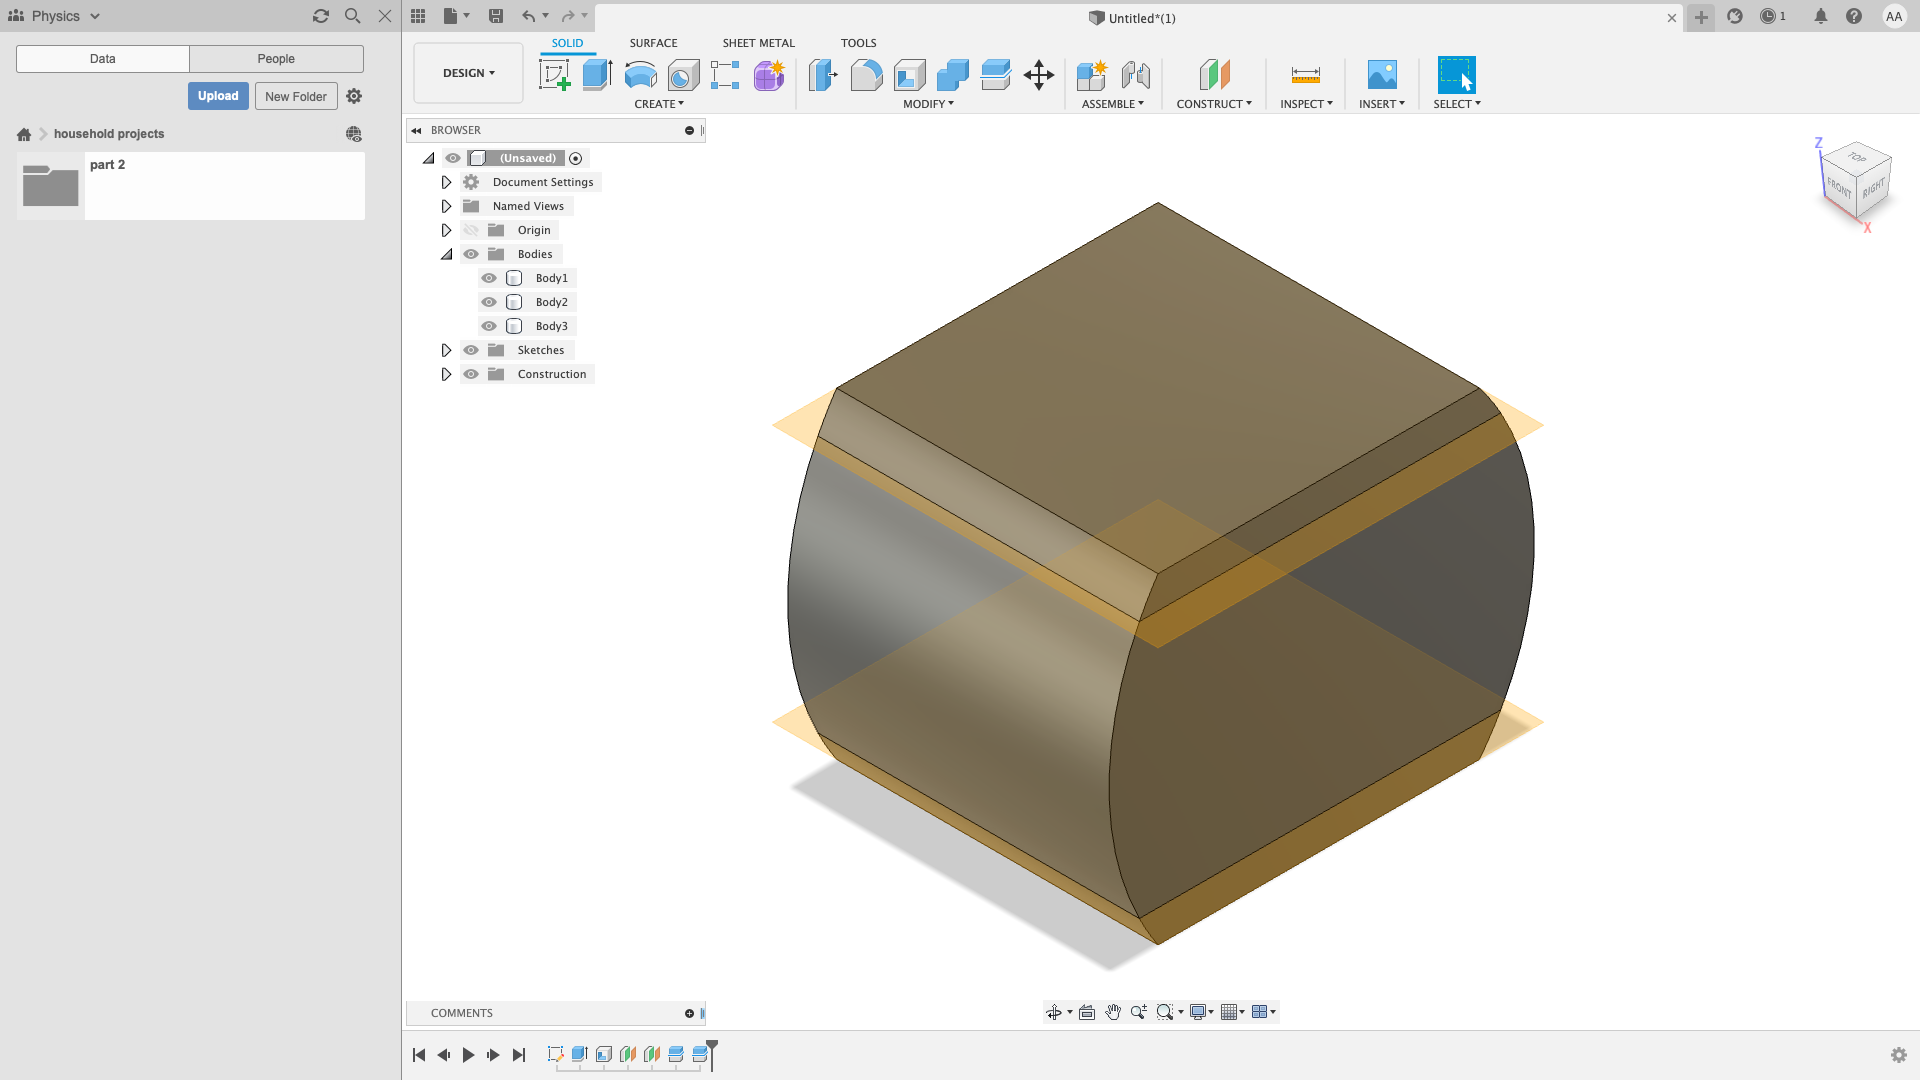 Physics
Data
People
Upload
New Folder
household projects
part 2
Untitled*(1)
1
AA
DESIGN
SOLID
SURFACE
SHEET METAL
TOOLS
CREATE
MODIFY
ASSEMBLE
CONSTRUCT
INSPECT
INSERT
SELECT
BROWSER
(Unsaved)
Document Settings
Named Views
Origin
Bodies
Body1
Body2
Body3
Sketches
Construction
Z
TOP
FRONT
RIGHT
X
COMMENTS